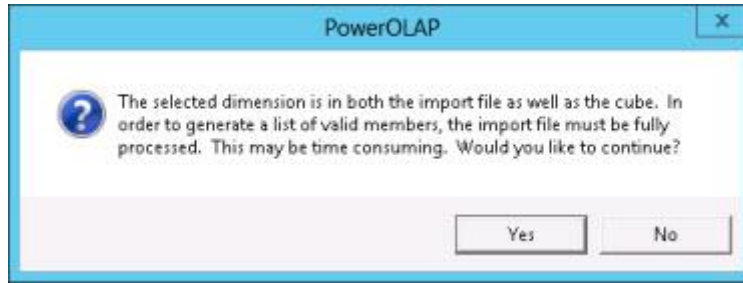 PowerOLAP
x
The selected dimension is in both the import file as well as the cube. In
order to generate a list of valid members, the import file must be fully
processed. This may be time consuming. Would you like to continue?
Yes
No